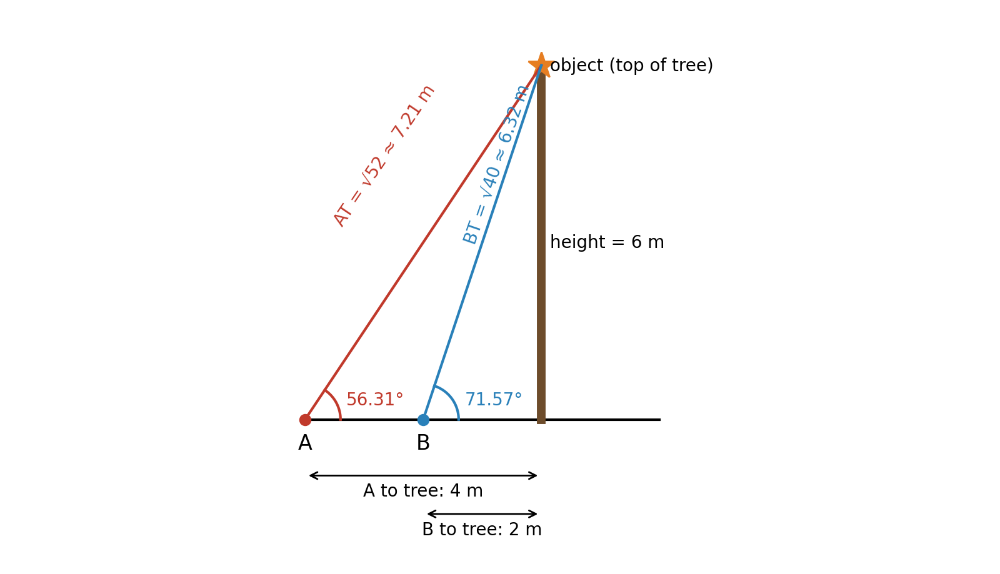 object (top of tree)
AT = √52 ≈ 7.21 m
BT = √40 ≈ 6.32 m
height = 6 m
56.31°
71.57°
A
B
A to tree: 4 m
B to tree: 2 m